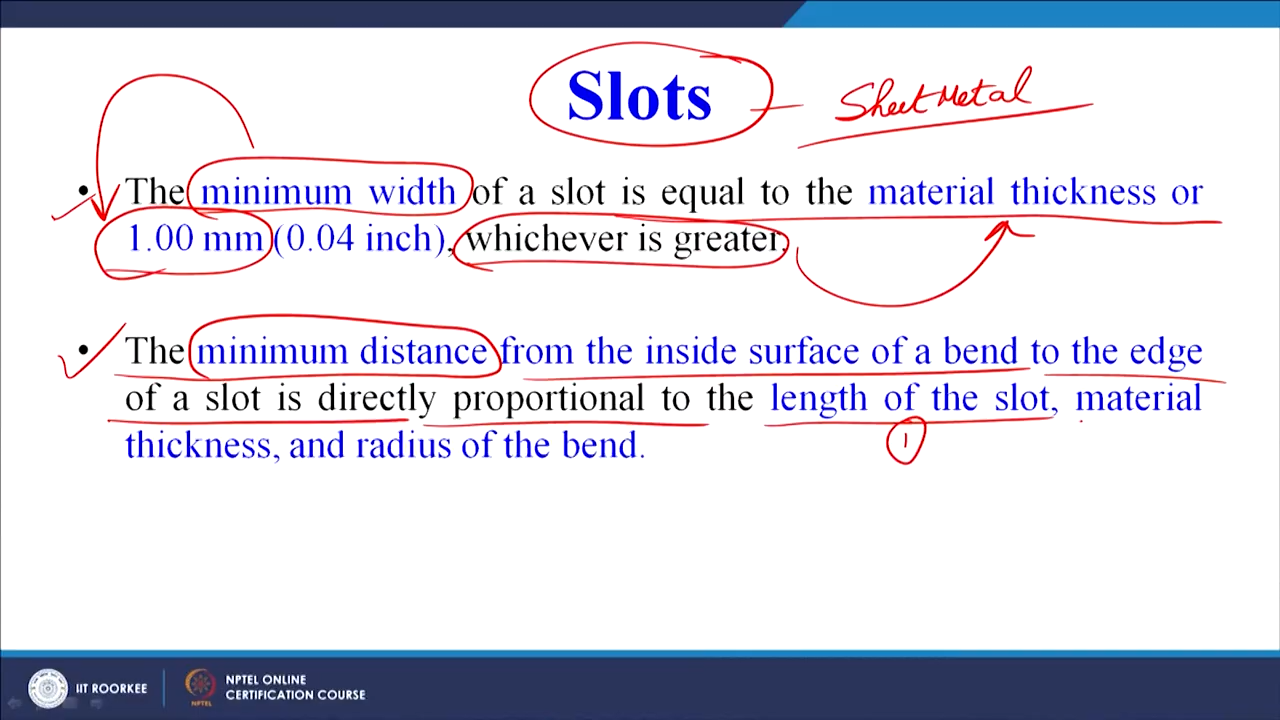 Slots
Sheet Metal
• The minimum width of a slot is equal to the material thickness or
1.00 mm (0.04 inch), whichever is greater.
• The minimum distance from the inside surface of a bend to the edge
of a slot is directly proportional to the length of the slot, material
thickness, and radius of the bend.
1
IIT ROORKEE
NPTEL
NPTEL ONLINE
CERTIFICATION COURSE